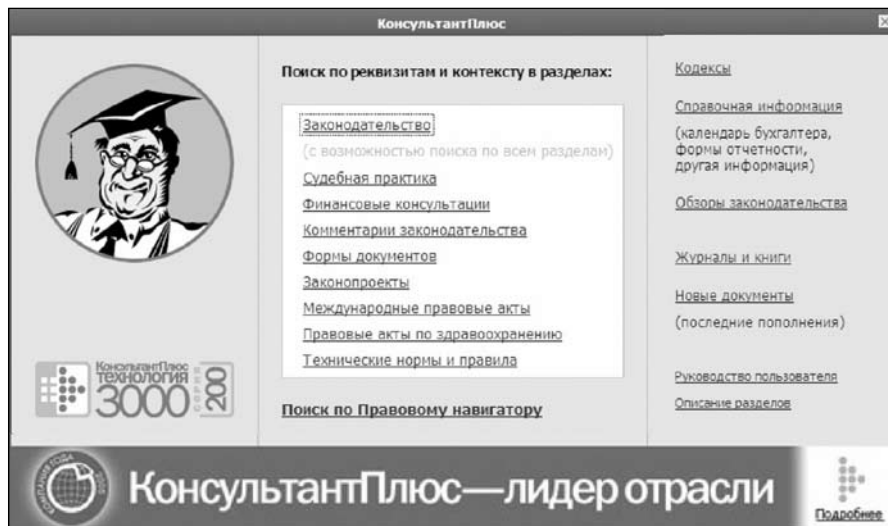 КонсультантПлюс
Поиск по реквизитам и контексту в разделах:
Законодательство
(с возможностью поиска по всем разделам)
Судебная практика
Финансовые консультации
Комментарии законодательства
Формы документов
Законопроекты
Международные правовые акты
Правовые акты по здравоохранению
Технические нормы и правила
Поиск по Правовому навигатору
Кодексы
Справочная информация
(календарь бухгалтера,
формы отчетности,
другая информация)
Обзоры законодательства
Журналы и книги
Новые документы
(последние пополнения)
Руководство пользователя
Описание разделов
КонсультантПлюс
ТЕХНОЛОГИЯ
3000
СЕРИЯ
200
КОМПАНИЯ ГОДА
КонсультантПлюс—лидер отрасли
Подробнее